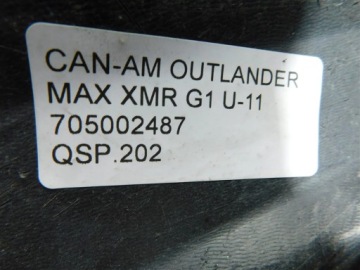 CAN-AM OUTLANDER
MAX XMR G1 U-11
705002487
QSP.202